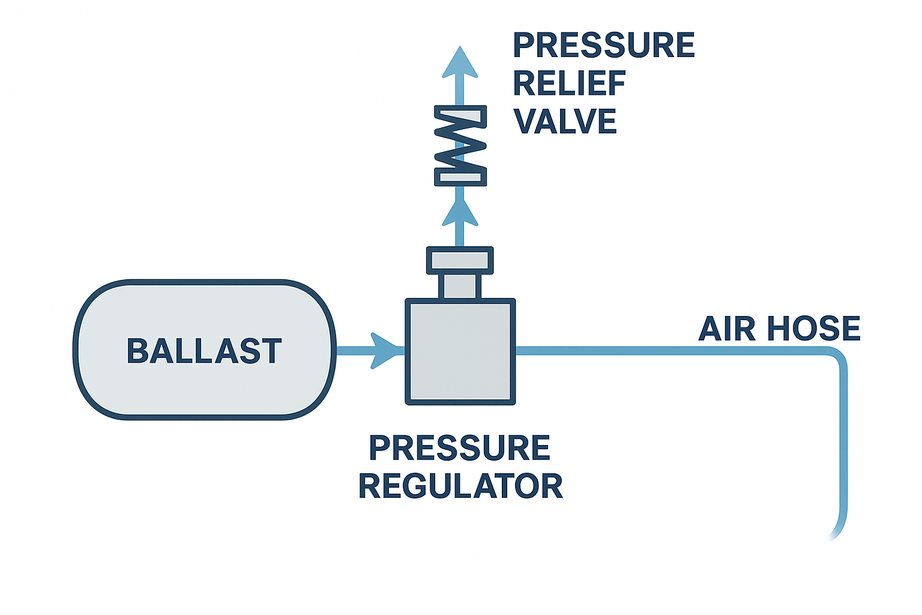 PRESSURE
RELIEF
VALVE
AIR HOSE
BALLAST
PRESSURE
REGULATOR